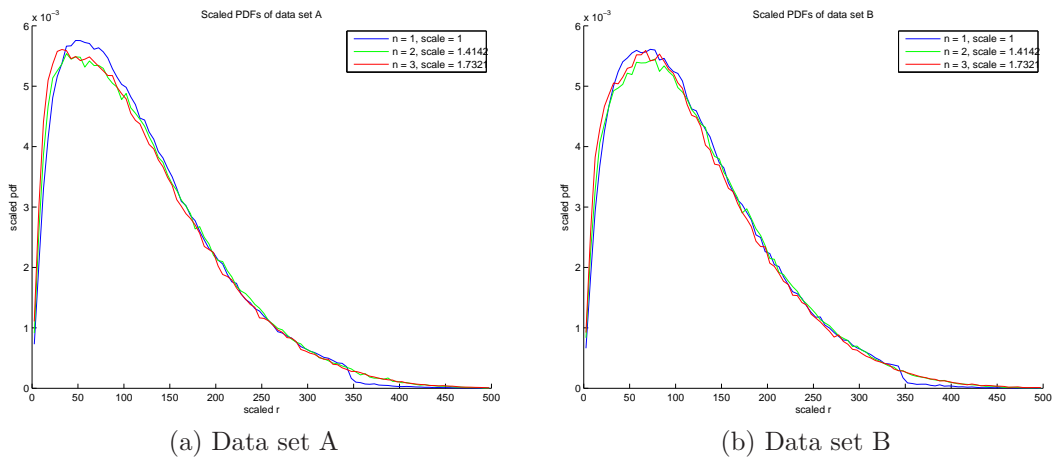 x 10⁻³
Scaled PDFs of data set A
n = 1, scale = 1
n = 2, scale = 1.4142
n = 3, scale = 1.7321
6
5
4
3
2
1
0
scaled pdf
0 50 100 150 200 250 300 350 400 450 500
scaled r
(a) Data set A
x 10⁻³
Scaled PDFs of data set B
n = 1, scale = 1
n = 2, scale = 1.4142
n = 3, scale = 1.7321
6
5
4
3
2
1
0
scaled pdf
0 50 100 150 200 250 300 350 400 450 500
scaled r
(b) Data set B